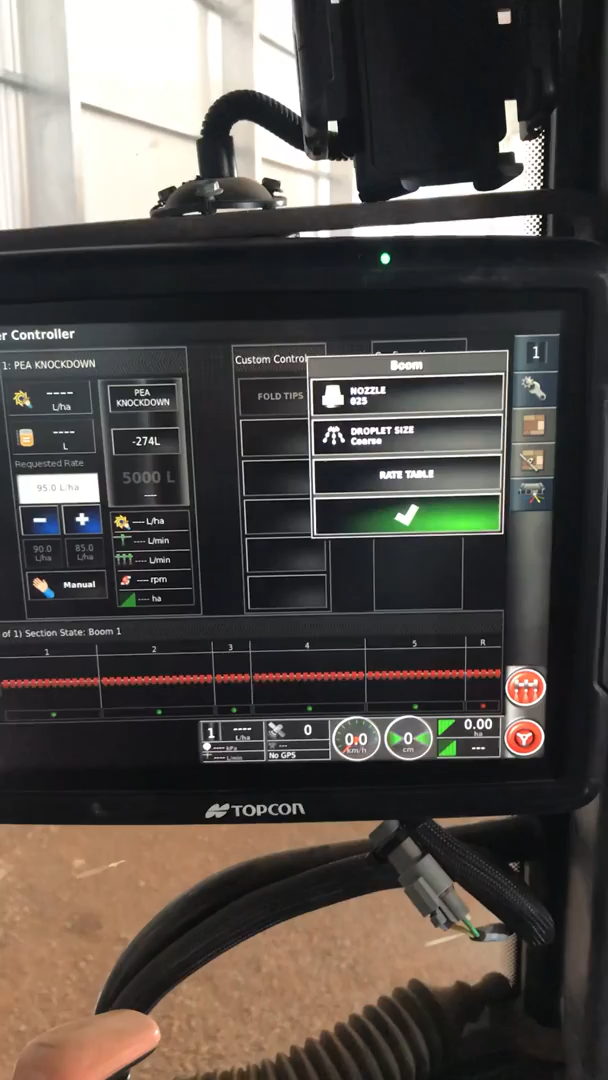 er Controller
1: PEA KNOCKDOWN
----
L/ha
----
L
Requested Rate
95.0 L/ha
90.0
L/ha
85.0
L/ha
Manual
PEA
KNOCKDOWN
-274L
5000 L
----
---- L/ha
---- L/min
---- L/min
---- rpm
---- ha
Custom Control
FOLD TIPS
Boom
NOZZLE
025
DROPLET SIZE
Coarse
RATE TABLE
1
of 1) Section State: Boom 1
1 2 3 4 5 R
1 ----
L/ha
---- kPa
---- L/min
0
---
No GPS
0.0
km/h
0
cm
0.00
ha
---
TOPCON